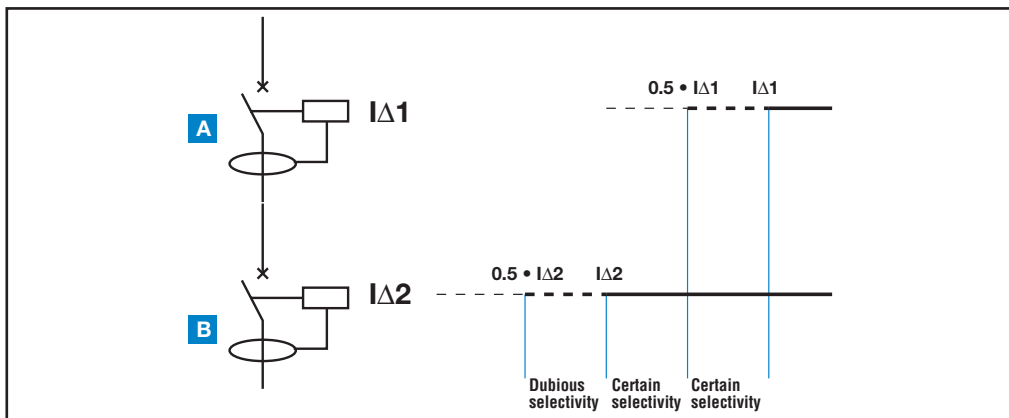 0.5 • IΔ1 IΔ1
A IΔ1
0.5 • IΔ2 IΔ2
IΔ2
B
Dubious selectivity
Certain selectivity
Certain selectivity